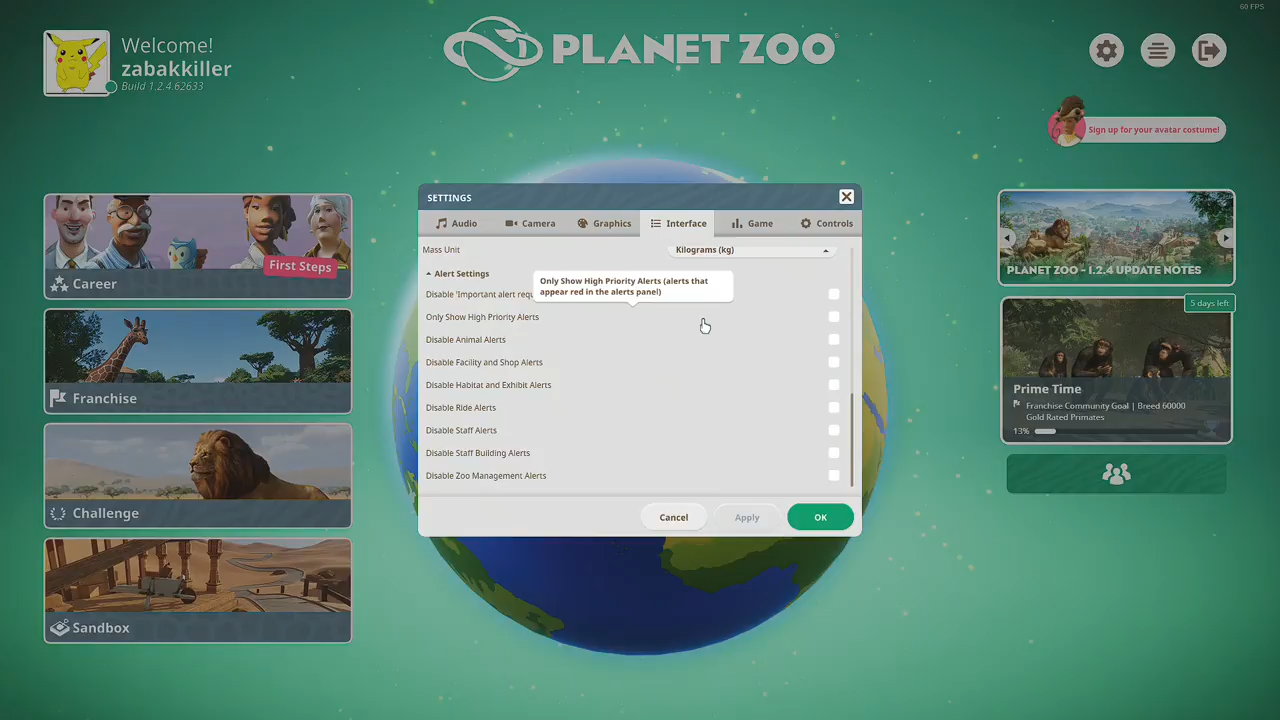 60 FPS
Welcome!
zabakkiller
Build 1.2.4.62633
PLANET ZOO
Sign up for your avatar costume!
First Steps
Career
Franchise
Challenge
Sandbox
SETTINGS
Audio
Camera
Graphics
Interface
Game
Controls
Mass Unit
Kilograms (kg)
Alert Settings
Only Show High Priority Alerts (alerts that
appear red in the alerts panel)
Disable 'Important alert
Only Show High Priority Alerts
Disable Animal Alerts
Disable Facility and Shop Alerts
Disable Habitat and Exhibit Alerts
Disable Ride Alerts
Disable Staff Alerts
Disable Staff Building Alerts
Disable Zoo Management Alerts
Cancel
Apply
OK
PLANET ZOO - 1.2.4 UPDATE NOTES
5 days left
Prime Time
Franchise Community Goal | Breed 60000
Gold Rated Primates
13%